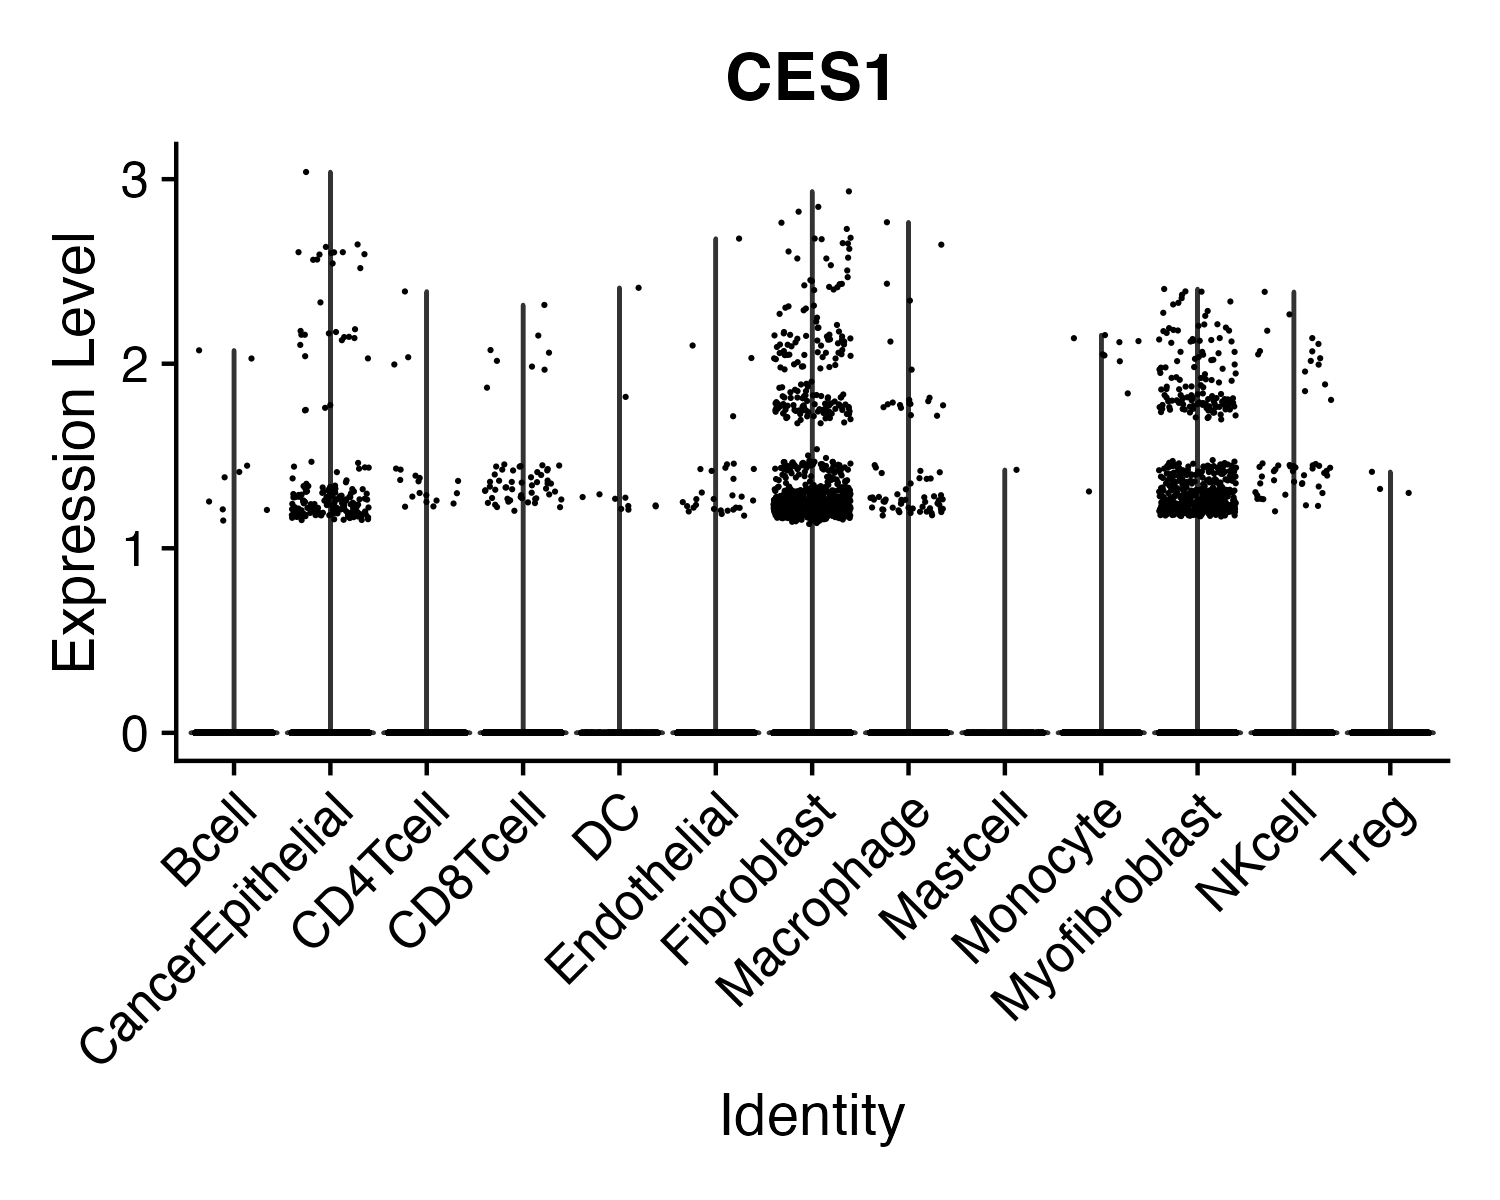 CES1
Expression Level
3
2
1
0
Bcell
CancerEpithelial
CD4Tcell
CD8Tcell
DC
Endothelial
Fibroblast
Macrophage
Mastcell
Monocyte
Myofibroblast
NKcell
Treg
Identity